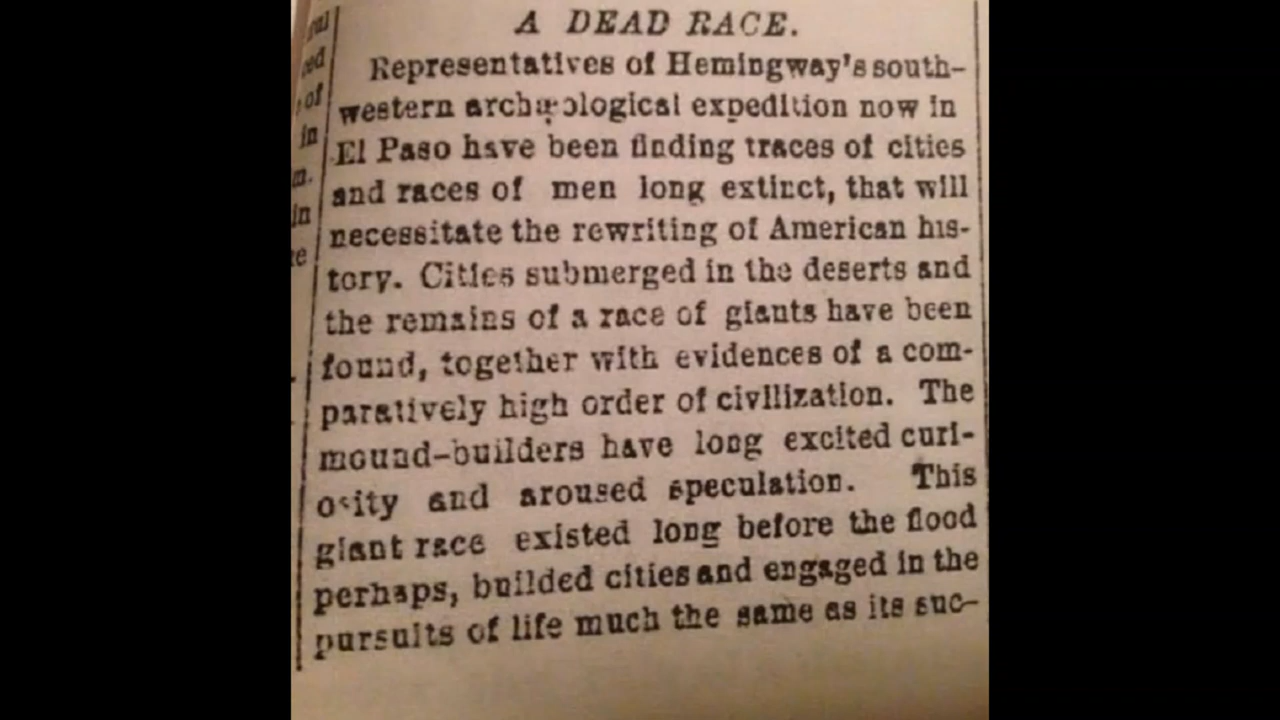 A DEAD RACE.
Representatives of Hemingway's south-
western archæological expedition now in
El Paso have been finding traces of cities
and races of men long extinct, that will
necessitate the rewriting of American his-
tory. Cities submerged in the deserts and
the remains of a race of giants have been
found, together with evidences of a com-
paratively high order of civilization. The
mound-builders have long excited curi-
osity and aroused speculation. This
giant race existed long before the flood
perhaps, builded cities and engaged in the
pursuits of life much the same as its suc-
of
in
in